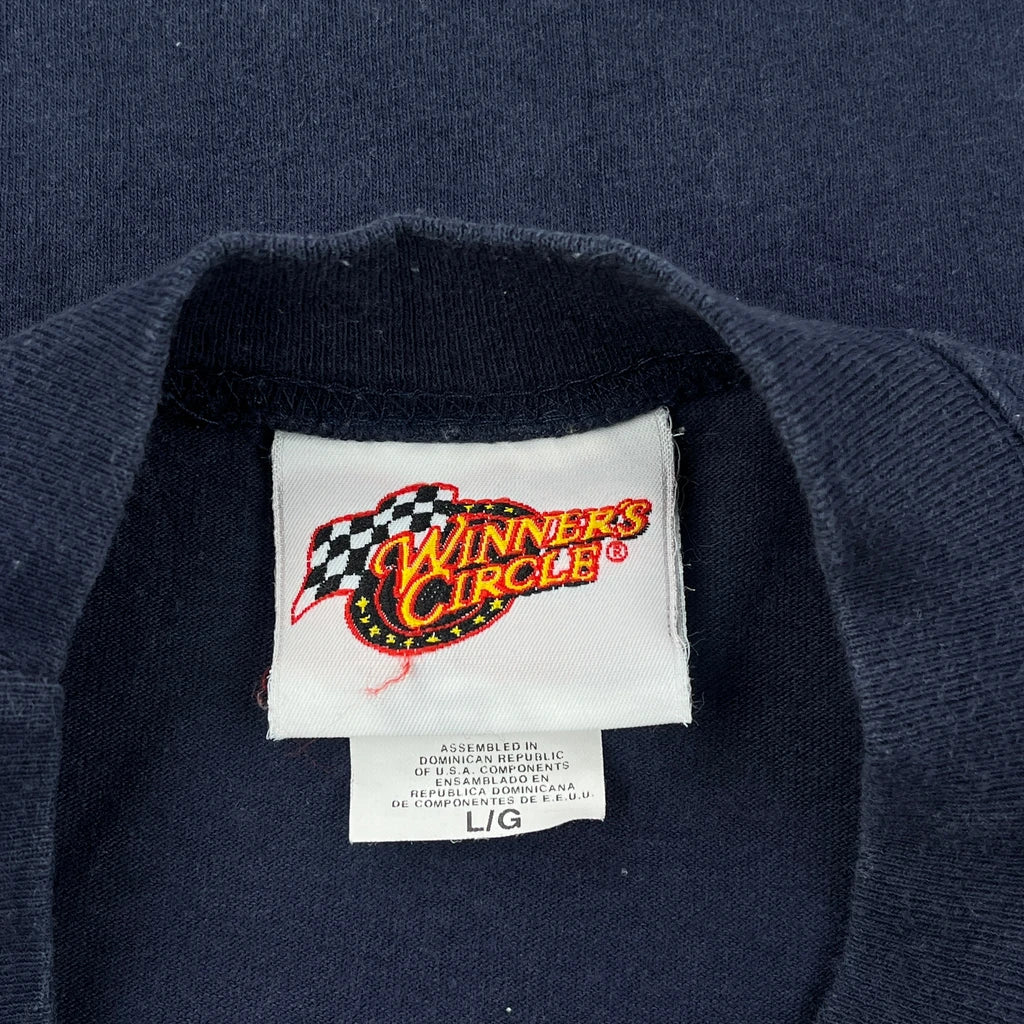 WINNER'S
CIRCLE®
ASSEMBLED IN
DOMINICAN REPUBLIC
OF U.S.A. COMPONENTS
ENSAMBLADO EN
REPUBLICA DOMINICANA
DE COMPONENTES DE E.E.U.U.
L/G